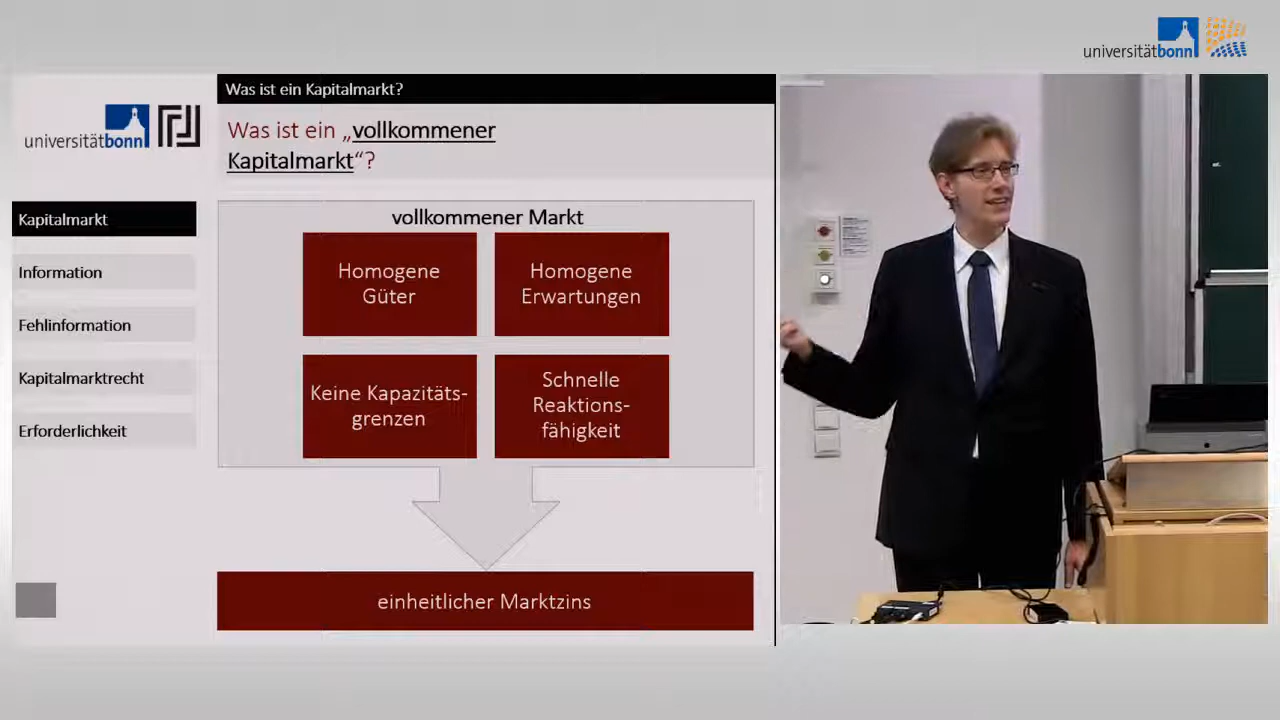 universitätbonn
Was ist ein Kapitalmarkt?
universitätbonn
Was ist ein „vollkommener
Kapitalmarkt“?
Kapitalmarkt
Information
Fehlinformation
Kapitalmarktrecht
Erforderlichkeit
vollkommener Markt
Homogene
Güter
Homogene
Erwartungen
Keine Kapazitäts-
grenzen
Schnelle
Reaktions-
fähigkeit
einheitlicher Marktzins